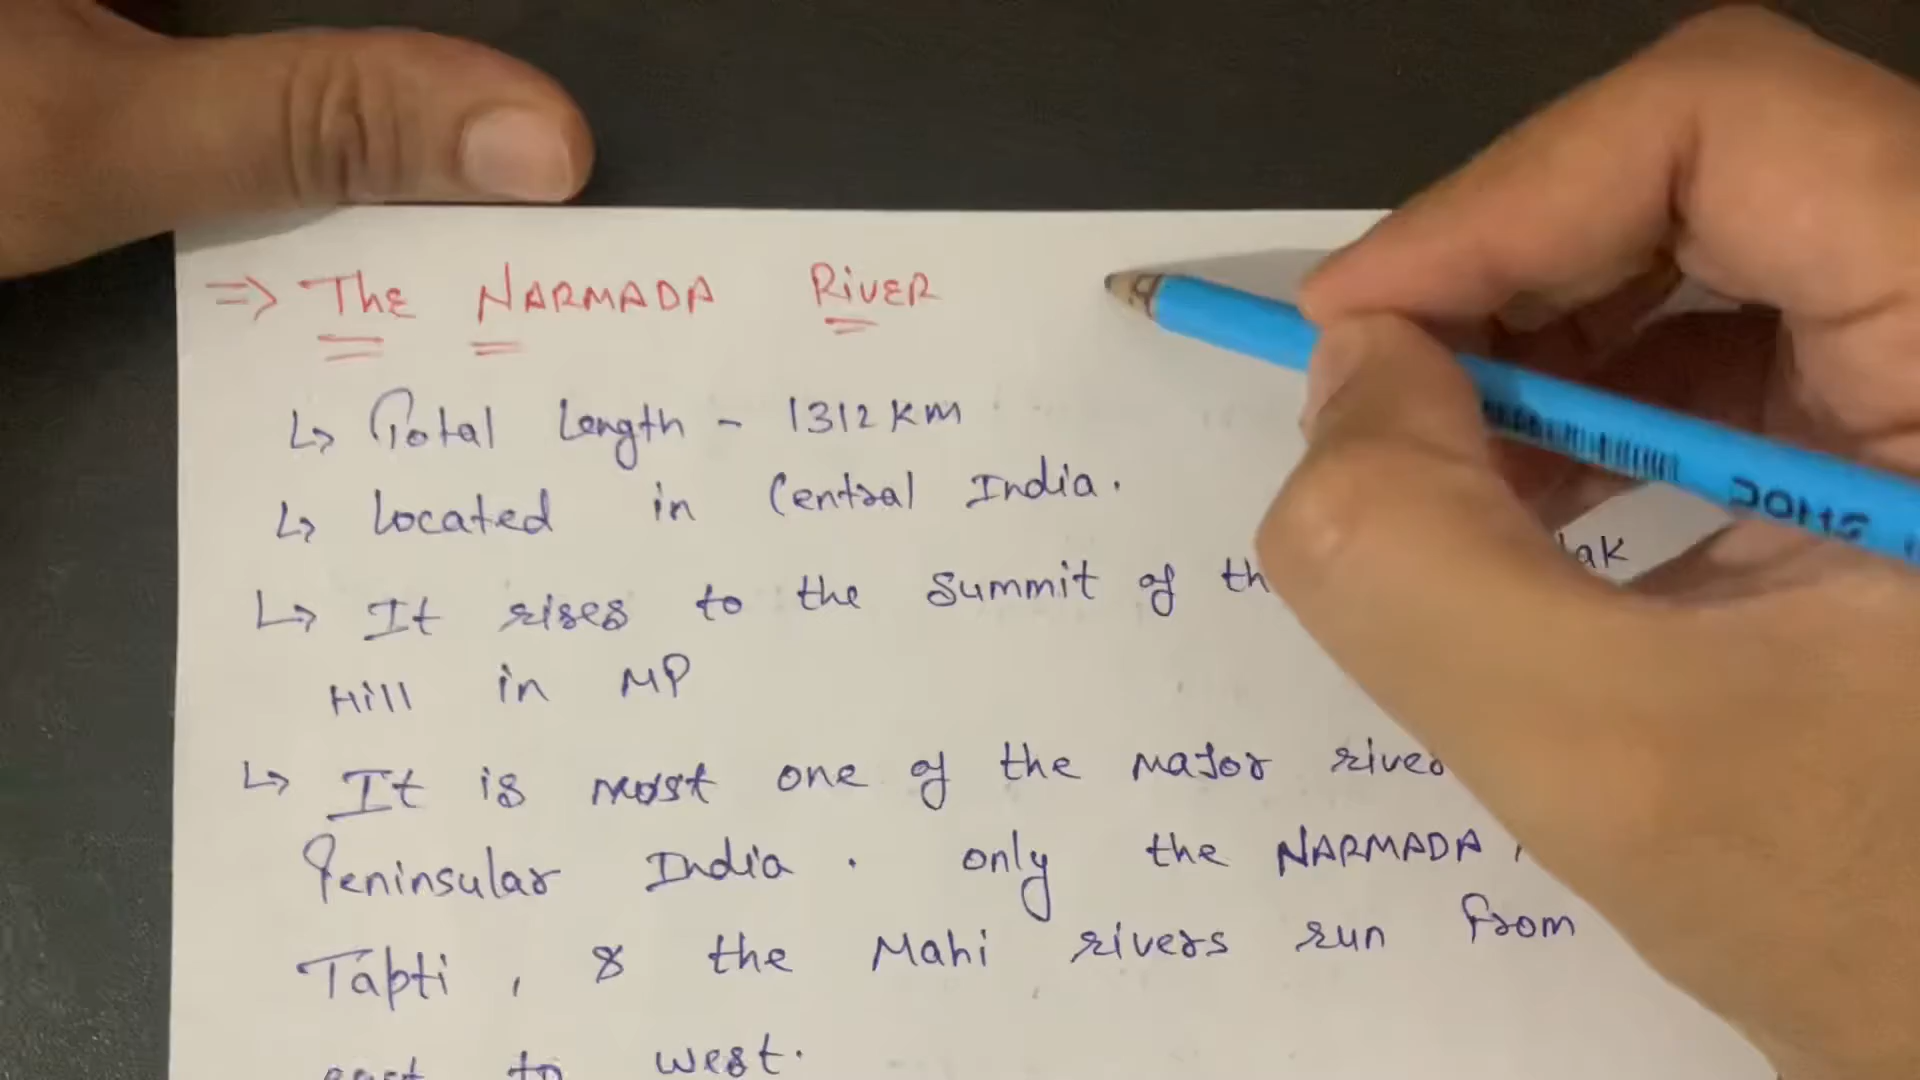 => The NARMADA RiVER
↳ Total Length - 1312 KM
↳ Located in Central India.
↳ It rises to the Summit of
Hill in MP
↳ It is most one of the major
Peninsular India. only the NARMADA
Tapti, & the Mahi rivers run from
to west.
DOMS